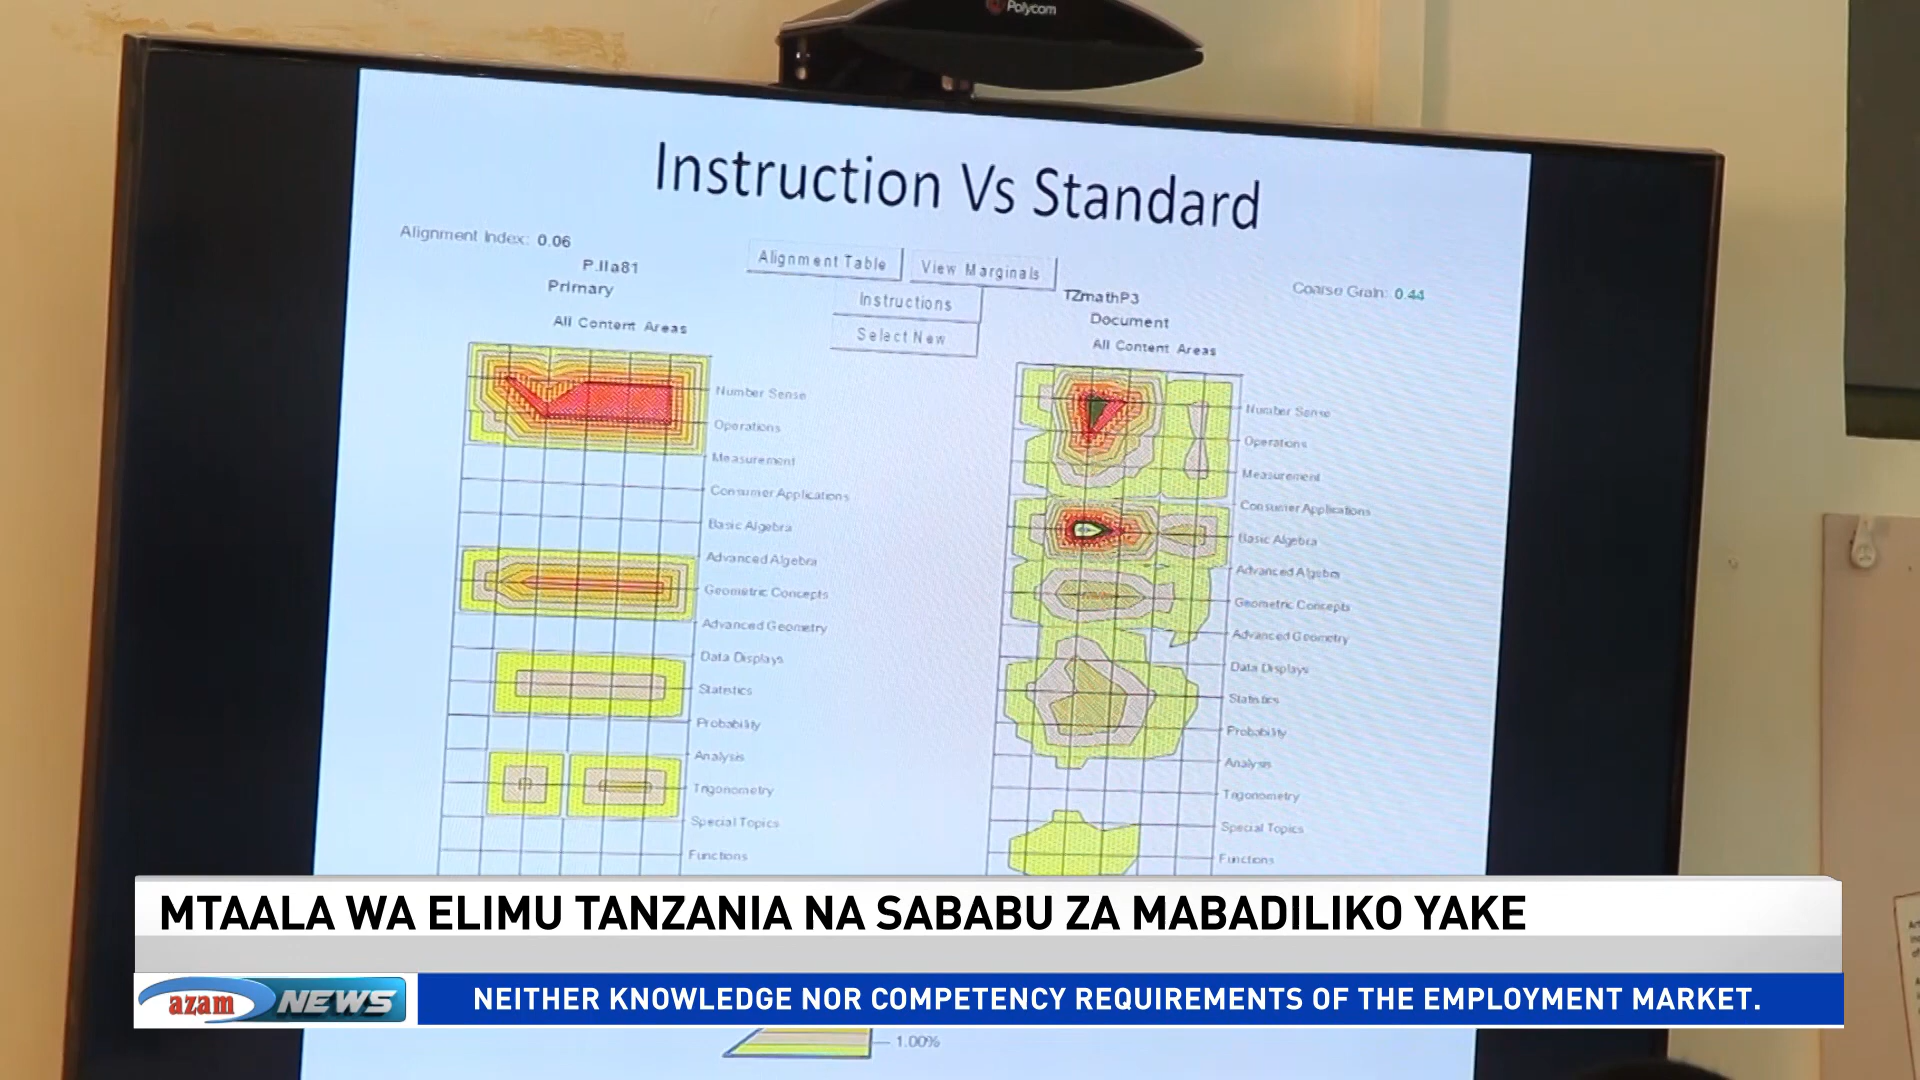 Polycom
Instruction Vs Standard
Alignment Index: 0.06
P.IIa81
Primary
All Content Areas
Alignment Table
View Marginals
Instructions
Select New
TZmathP3
Document
All Content Areas
Coarse Grain: 0.44
Number Sense
Operations
Measurement
Consumer Applications
Basic Algebra
Advanced Algebra
Geometric Concepts
Advanced Geometry
Data Displays
Statistics
Probability
Analysis
Trigonometry
Special Topics
Functions
Number Sense
Operations
Measurement
Consumer Applications
Basic Algebra
Advanced Algebra
Geometric Concepts
Advanced Geometry
Data Displays
Statistics
Probability
Analysis
Trigonometry
Special Topics
Functions
MTAALA WA ELIMU TANZANIA NA SABABU ZA MABADILIKO YAKE
azam NEWS
NEITHER KNOWLEDGE NOR COMPETENCY REQUIREMENTS OF THE EMPLOYMENT MARKET.
1.00%